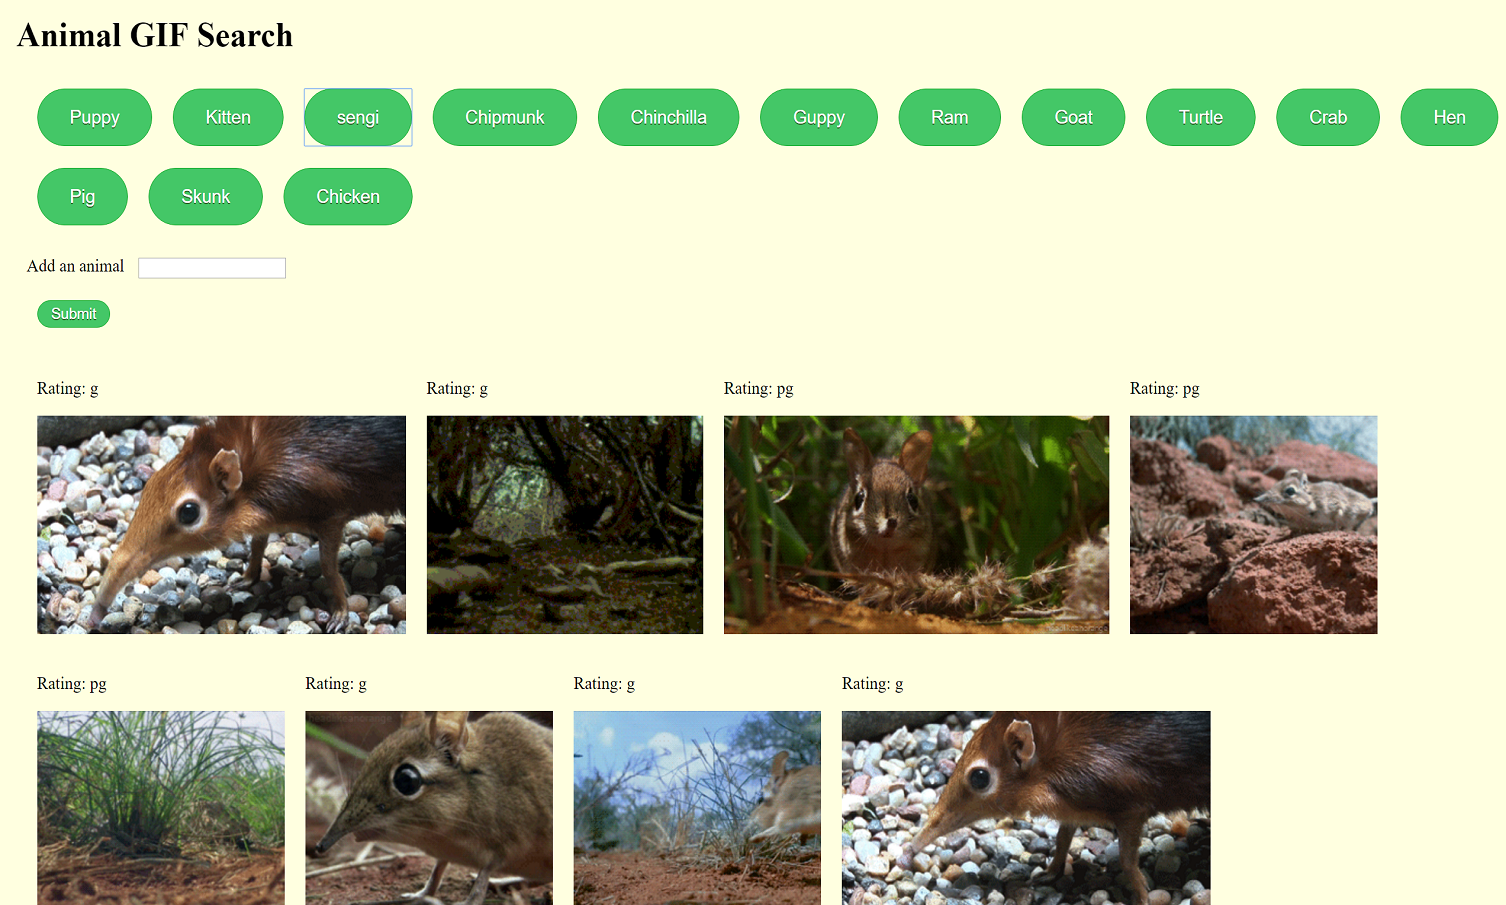 Animal GIF Search
Puppy Kitten sengi Chipmunk Chinchilla Guppy Ram Goat Turtle Crab Hen
Pig Skunk Chicken
Add an animal
Submit
Rating: g Rating: g Rating: pg Rating: pg
Rating: pg Rating: g Rating: g Rating: g